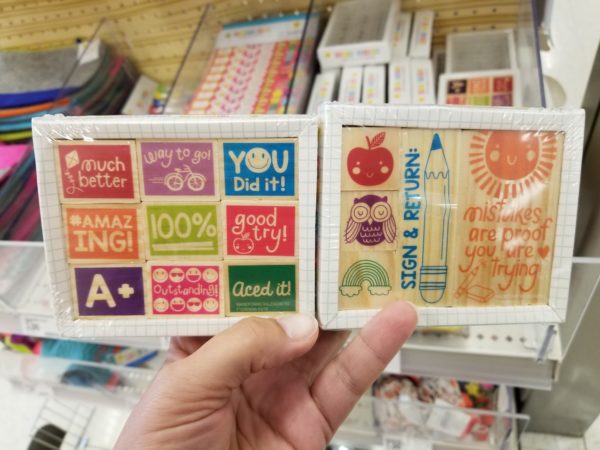 much
better
way to go!
YOU
Did it!
#AMAZ
ING!
100%
good
try!
A+
Outstanding!
Aced it!
SIGN & RETURN:
mistakes
are proof
you are
trying